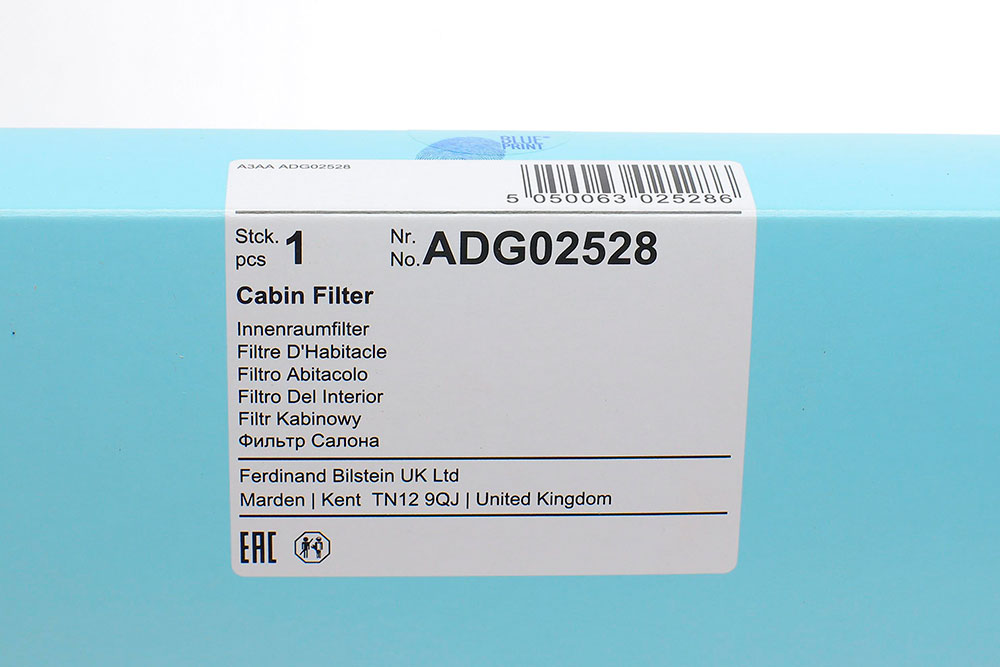 BLUE™
PRINT
A3AA ADG02528
5 050063 025286
Stck.
pcs
1
Nr.
No.
ADG02528
Cabin Filter
Innenraumfilter
Filtre D'Habitacle
Filtro Abitacolo
Filtro Del Interior
Filtr Kabinowy
Фильтр Салона
Ferdinand Bilstein UK Ltd
Marden | Kent TN12 9QJ | United Kingdom
EAC